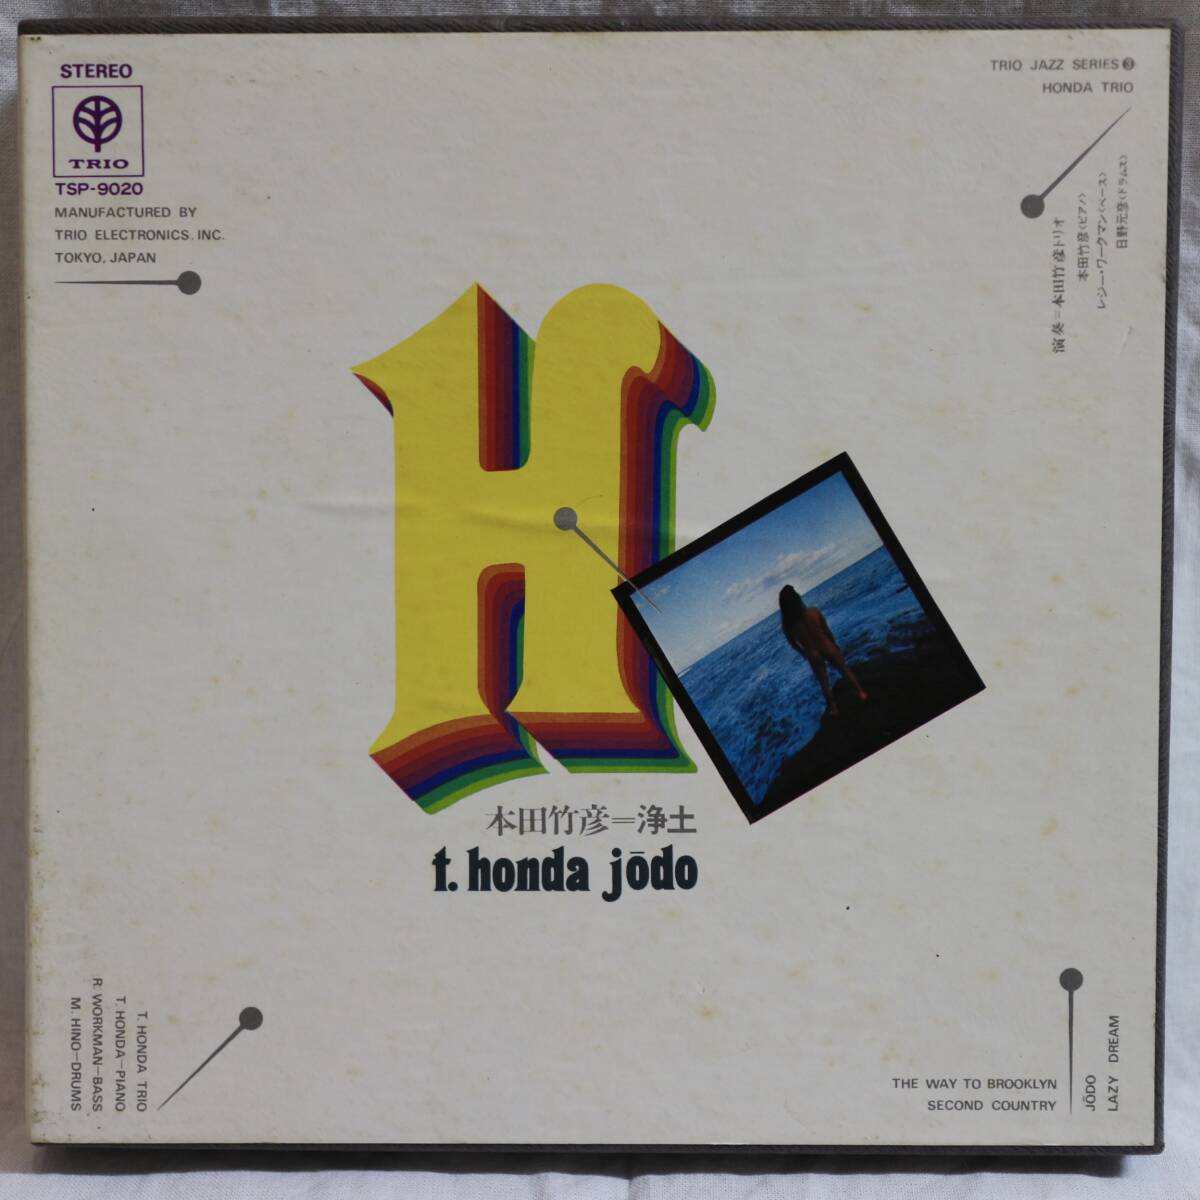 STEREO
TRIO
TSP-9020
MANUFACTURED BY
TRIO ELECTRONICS. INC.
TOKYO, JAPAN
TRIO JAZZ SERIES❸
HONDA TRIO
演奏=本田竹彦トリオ
本田竹彦〈ピアノ〉
レジー・ワークマン〈ベース〉
日野元彦〈ドラムス〉
H
本田竹彦=浄土
t. honda jōdo
T. HONDA TRIO
T. HONDA—PIANO
R. WORKMAN—BASS
M. HINO—DRUMS
THE WAY TO BROOKLYN
SECOND COUNTRY
JŌDO
LAZY DREAM